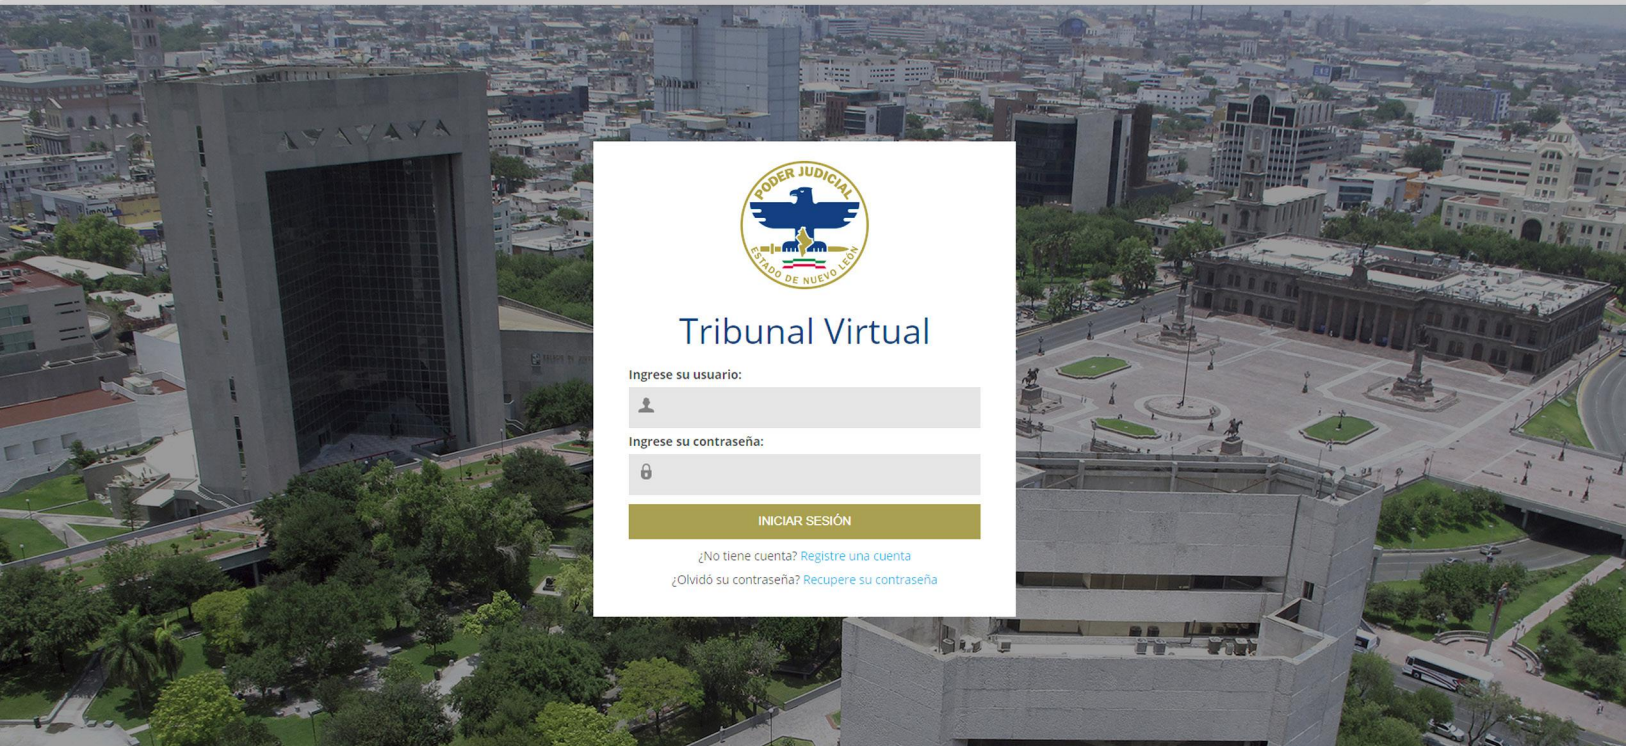 PODER JUDICIAL
ESTADO DE NUEVO LEÓN
Tribunal Virtual
Ingrese su usuario:
Ingrese su contraseña:
INICIAR SESIÓN
¿No tiene cuenta? Registre una cuenta
¿Olvidó su contraseña? Recupere su contraseña